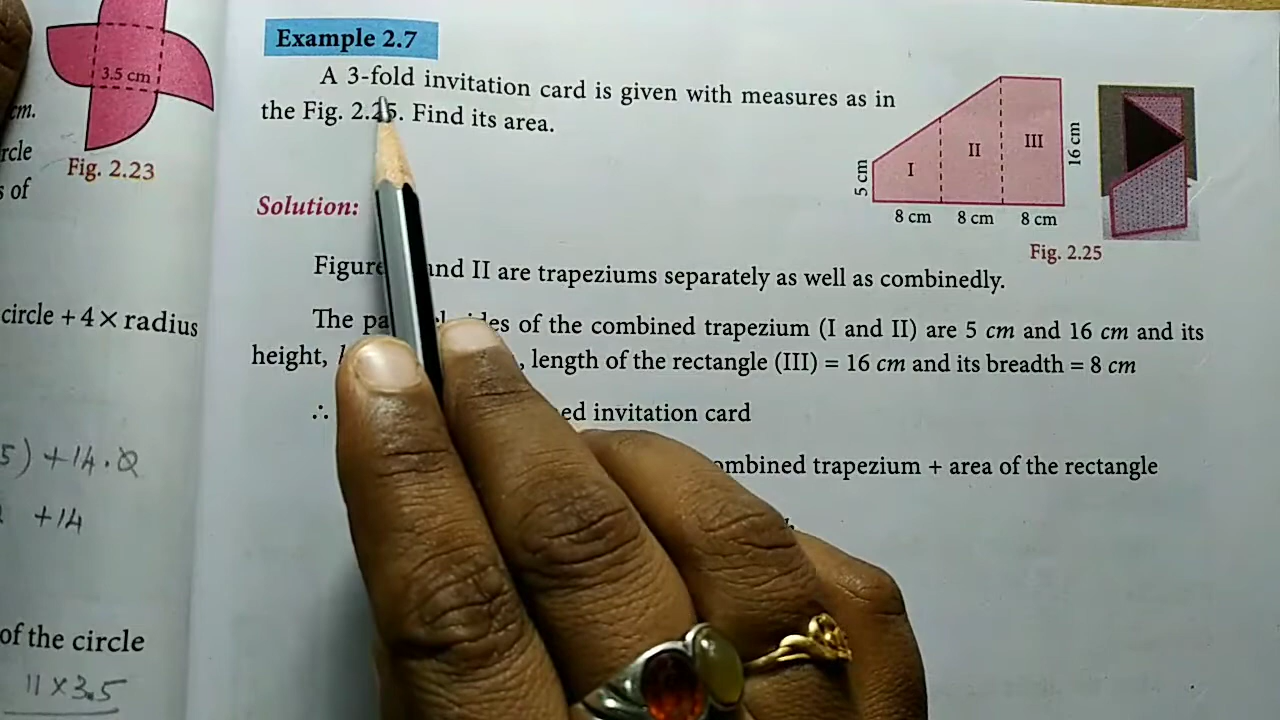 3.5 cm
cm.
rcle
s of
Fig. 2.23
circle + 4 × radius
5) + 14.
+14
of the circle
11 × 3.5
Example 2.7
A 3-fold invitation card is given with measures as in
the Fig. 2.25. Find its area.
5 cm
I
II
III
16 cm
8 cm 8 cm 8 cm
Fig. 2.25
Solution:
Figure and II are trapeziums separately as well as combinedly.
The of the combined trapezium (I and II) are 5 cm and 16 cm and its
height, , length of the rectangle (III) = 16 cm and its breadth = 8 cm
∴ invitation card
trapezium + area of the rectangle